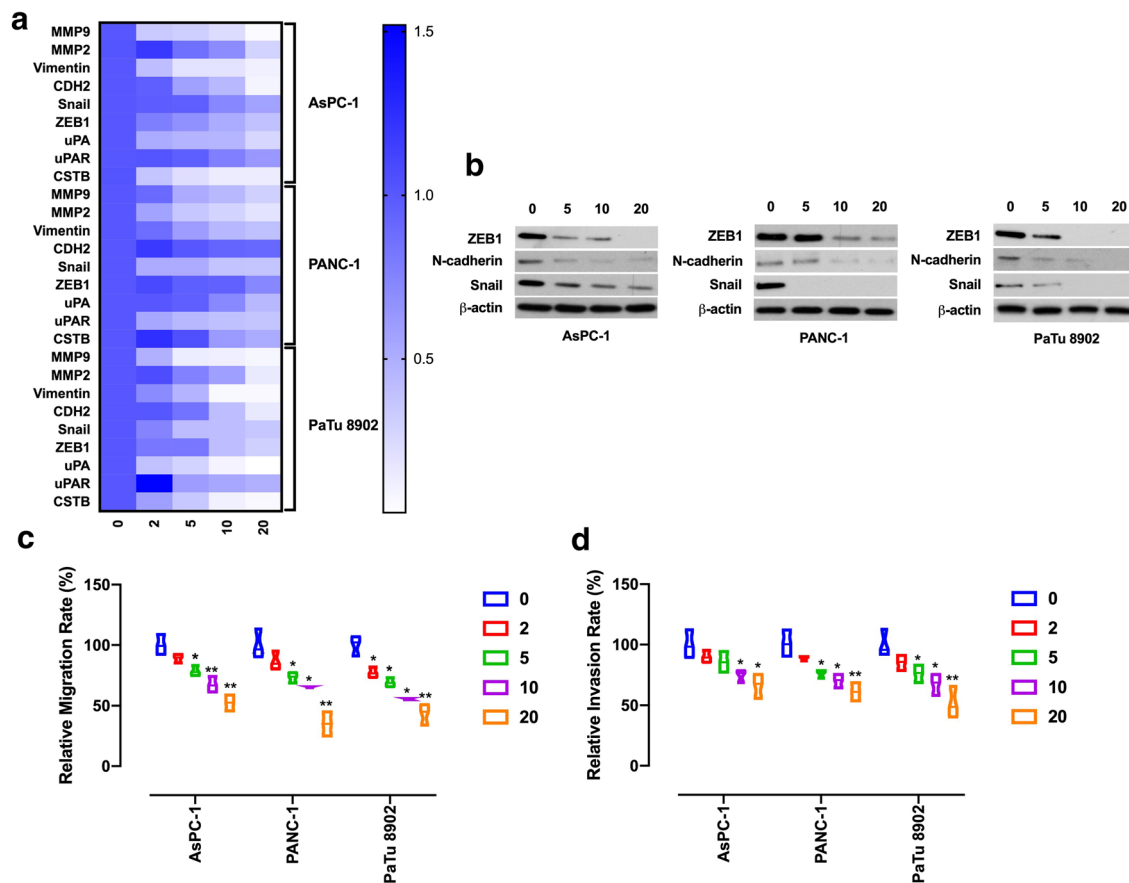 a
MMP9
MMP2
Vimentin
CDH2
Snail
ZEB1
uPA
uPAR
CSTB
AsPC-1
MMP9
MMP2
Vimentin
CDH2
Snail
ZEB1
uPA
uPAR
CSTB
PANC-1
MMP9
MMP2
Vimentin
CDH2
Snail
ZEB1
uPA
uPAR
CSTB
PaTu 8902
0 2 5 10 20
1.5
1.0
0.5
b
0 5 10 20
ZEB1
N-cadherin
Snail
β-actin
AsPC-1
0 5 10 20
ZEB1
N-cadherin
Snail
β-actin
PANC-1
0 5 10 20
ZEB1
N-cadherin
Snail
β-actin
PaTu 8902
c
Relative Migration Rate (%)
150
100
50
0
* ** **
* * **
* * * **
AsPC-1
PANC-1
PaTu 8902
0
2
5
10
20
d
Relative Invasion Rate (%)
150
100
50
0
* *
* * **
* * **
AsPC-1
PANC-1
PaTu 8902
0
2
5
10
20